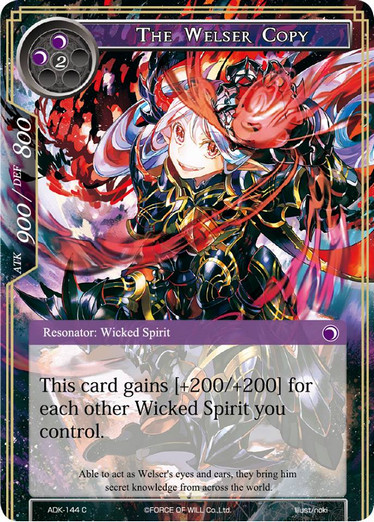 The Welser Copy
2
ATK 900 / DEF 800
Resonator: Wicked Spirit
This card gains [+200/+200] for
each other Wicked Spirit you
control.
Able to act as Welser's eyes and ears, they bring him
secret knowledge from across the world.
ADK-144 C ©FORCE OF WILL Co.,Ltd. Illust/noki